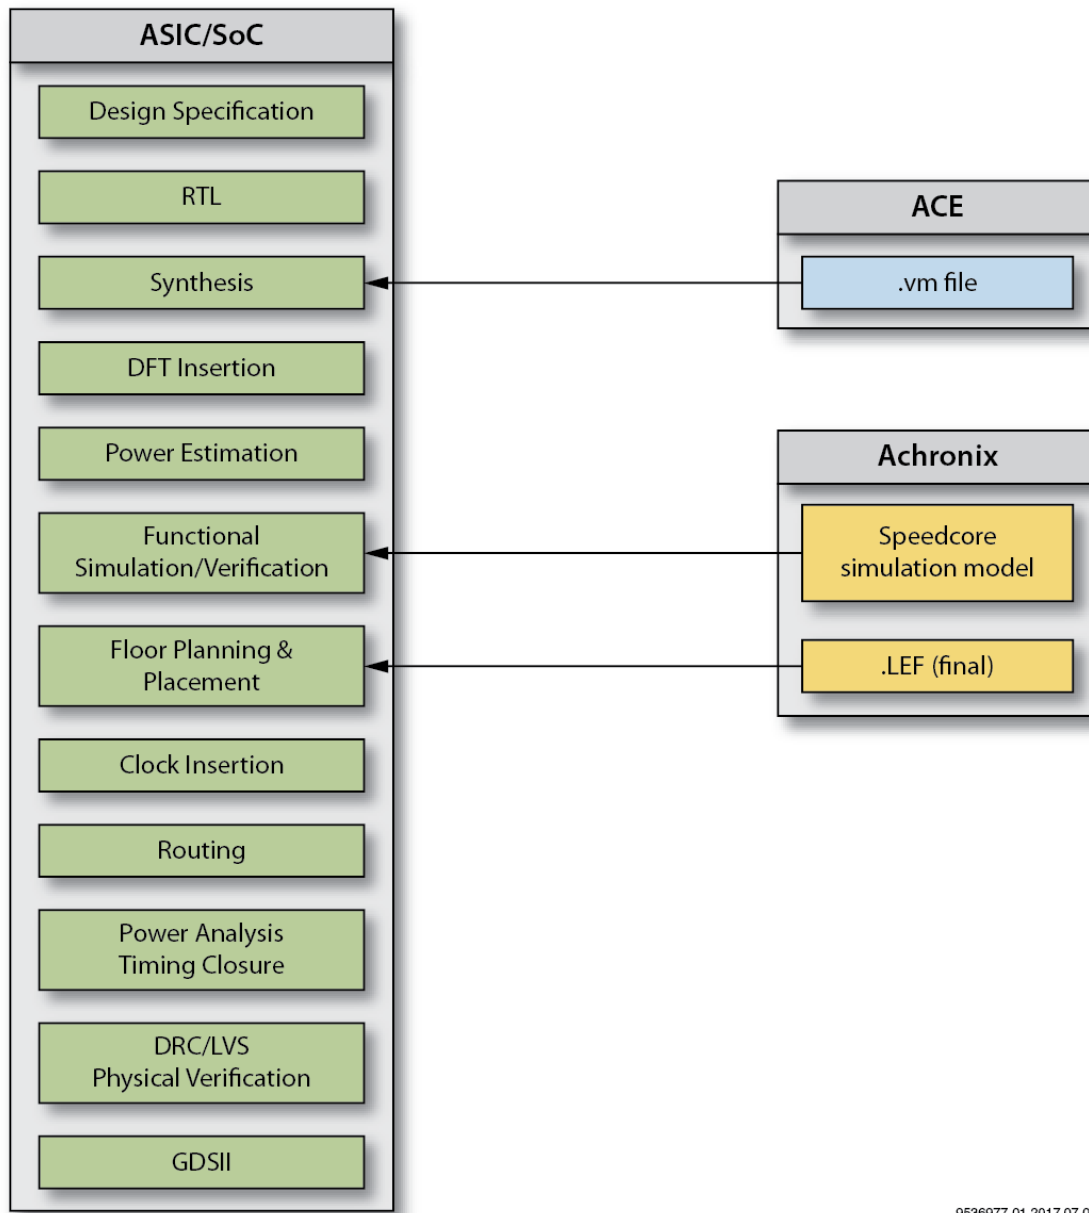 ASIC/SoC
Design Specification
RTL
Synthesis
DFT Insertion
Power Estimation
Functional
Simulation/Verification
Floor Planning &
Placement
Clock Insertion
Routing
Power Analysis
Timing Closure
DRC/LVS
Physical Verification
GDSII
ACE
.vm file
Achronix
Speedcore
simulation model
.LEF (final)